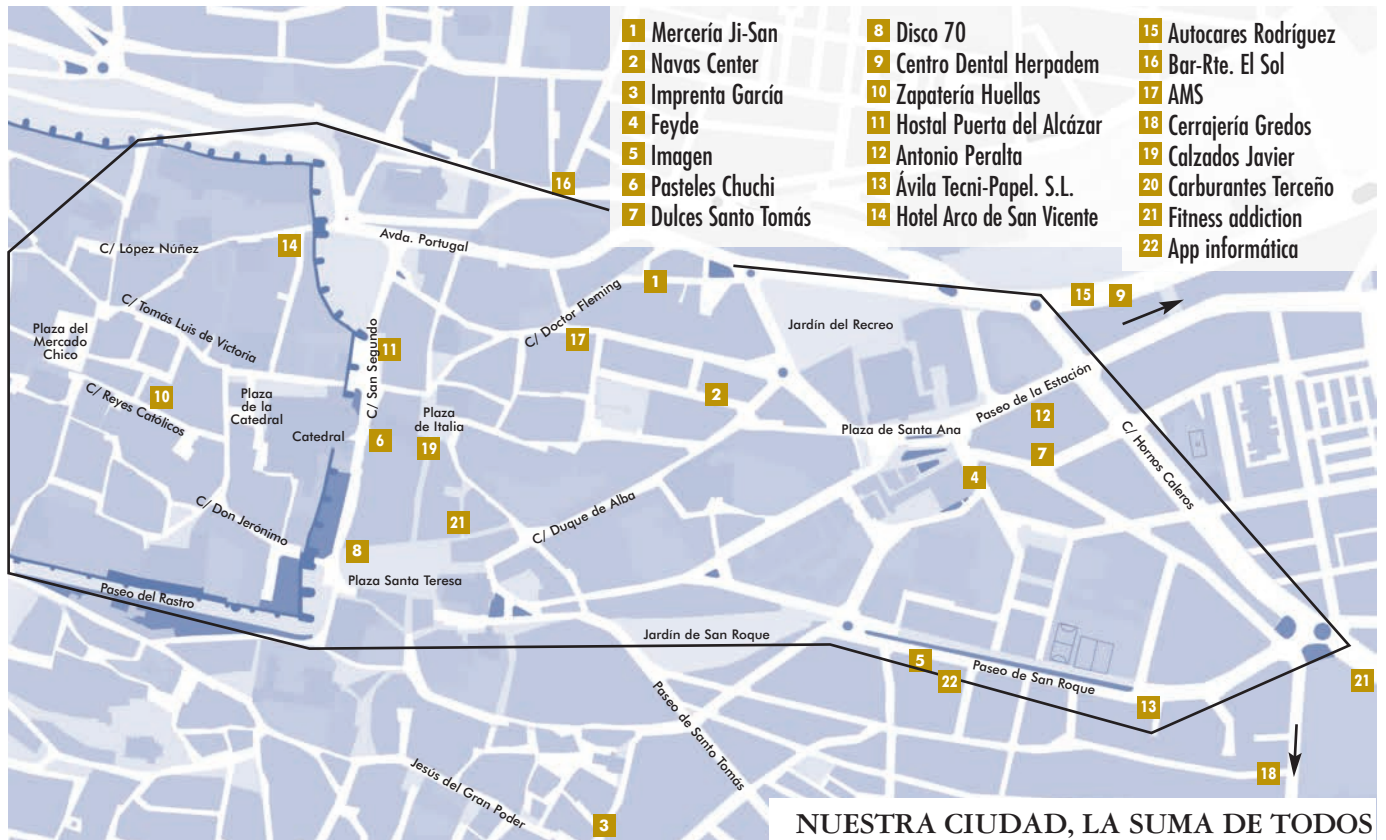 1 Mercería Ji-San
2 Navas Center
3 Imprenta García
4 Feyde
5 Imagen
6 Pasteles Chuchi
7 Dulces Santo Tomás
8 Disco 70
9 Centro Dental Herpadem
10 Zapatería Huellas
11 Hostal Puerta del Alcázar
12 Antonio Peralta
13 Ávila Tecni-Papel. S.L.
14 Hotel Arco de San Vicente
15 Autocares Rodríguez
16 Bar-Rte. El Sol
17 AMS
18 Cerrajería Gredos
19 Calzados Javier
20 Carburantes Terceño
21 Fitness addiction
22 App informática
16
Avda. Portugal
C/ López Núñez
14
1
15
9
C/ Doctor Fleming
C/ Tomás Luis de Victoria
Plaza del
Mercado
Chico
17
Jardín del Recreo
11
C/ San Segundo
C/ Reyes Católicos
10
Plaza
de la
Catedral
2
Paseo de la Estación
12
Plaza
de Italia
Catedral
6
19
Plaza de Santa Ana
7
4
C/ Hornos Caleros
C/ Don Jerónimo
21
C/ Duque de Alba
8
Plaza Santa Teresa
Paseo del Rastro
Jardín de San Roque
5
22
Paseo de San Roque
13
21
Paseo de Santo Tomás
18
Jesús del Gran Poder
3
NUESTRA CIUDAD, LA SUMA DE TODOS